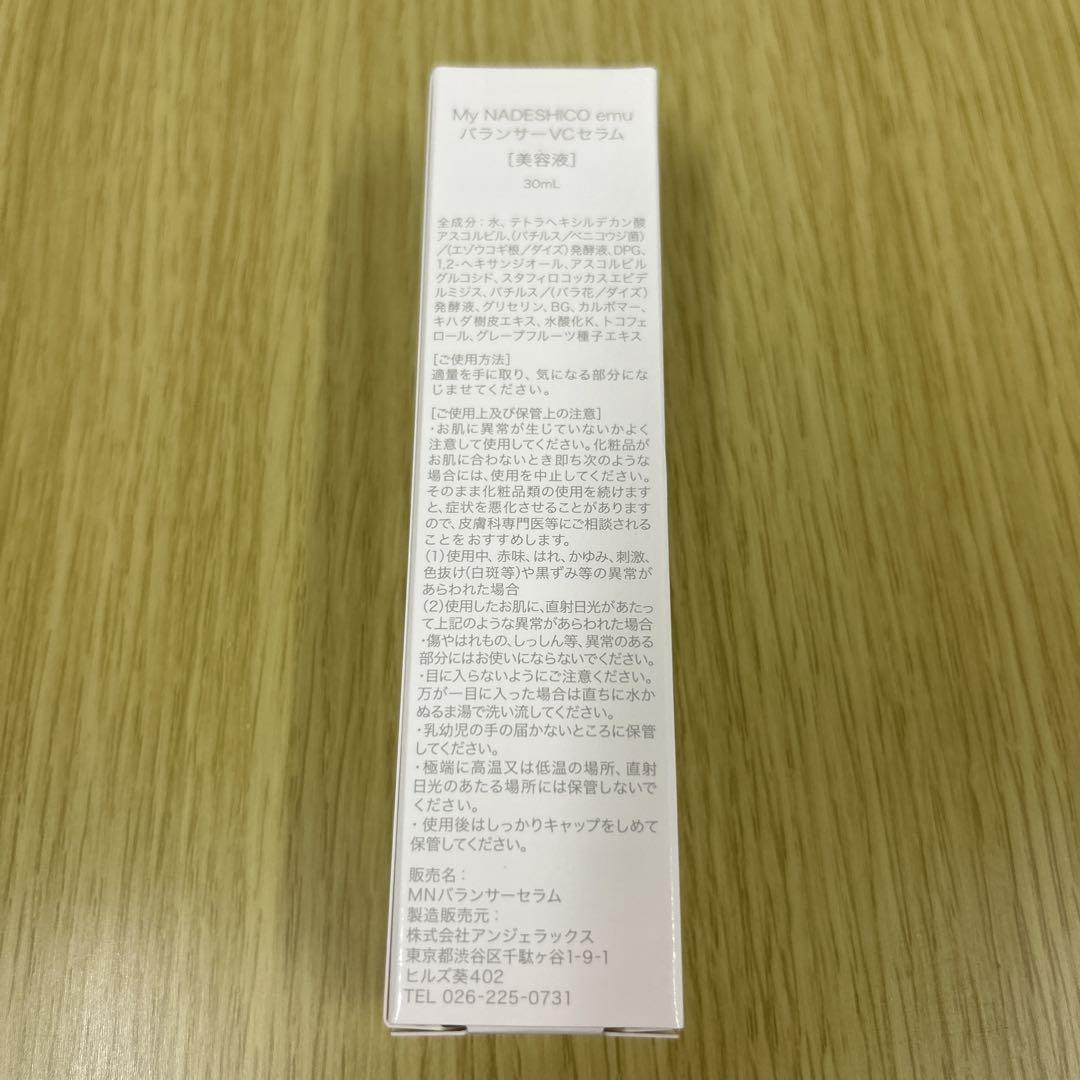 My NADESHICO emu
バランサーVCセラム
[美容液]
30mL
全成分：水、テトラヘキシルデカン酸
アスコルビル、(バチルス／ベニコウジ菌)
／(エゾウコギ根／ダイズ)発酵液、DPG、
1,2-ヘキサンジオール、アスコルビル
グルコシド、スタフィロコッカスエピデ
ルミジス、バチルス／(バラ花／ダイズ)
発酵液、グリセリン、BG、カルボマー、
キハダ樹皮エキス、水酸化K、トコフェ
ロール、グレープフルーツ種子エキス
[ご使用方法]
適量を手に取り、気になる部分にな
じませてください。
[ご使用上及び保管上の注意]
・お肌に異常が生じていないかよく
注意して使用してください。化粧品が
お肌に合わないとき即ち次のような
場合には、使用を中止してください。
そのまま化粧品類の使用を続けます
と、症状を悪化させることがあります
ので、皮膚科専門医等にご相談される
ことをおすすめします。
(1)使用中、赤味、はれ、かゆみ、刺激、
色抜け(白斑等)や黒ずみ等の異常が
あらわれた場合
(2)使用したお肌に、直射日光があたっ
て上記のような異常があらわれた場合
・傷やはれもの、しっしん等、異常のある
部分にはお使いにならないでください。
・目に入らないようにご注意ください。
万が一目に入った場合は直ちに水か
ぬるま湯で洗い流してください。
・乳幼児の手の届かないところに保管
してください。
・極端に高温又は低温の場所、直射
日光のあたる場所には保管しないで
ください。
・使用後はしっかりキャップをしめて
保管してください。
販売名：
MNバランサーセラム
製造販売元：
株式会社アンジェラックス
東京都渋谷区千駄ヶ谷1-9-1
ヒルズ葵402
TEL 026-225-0731